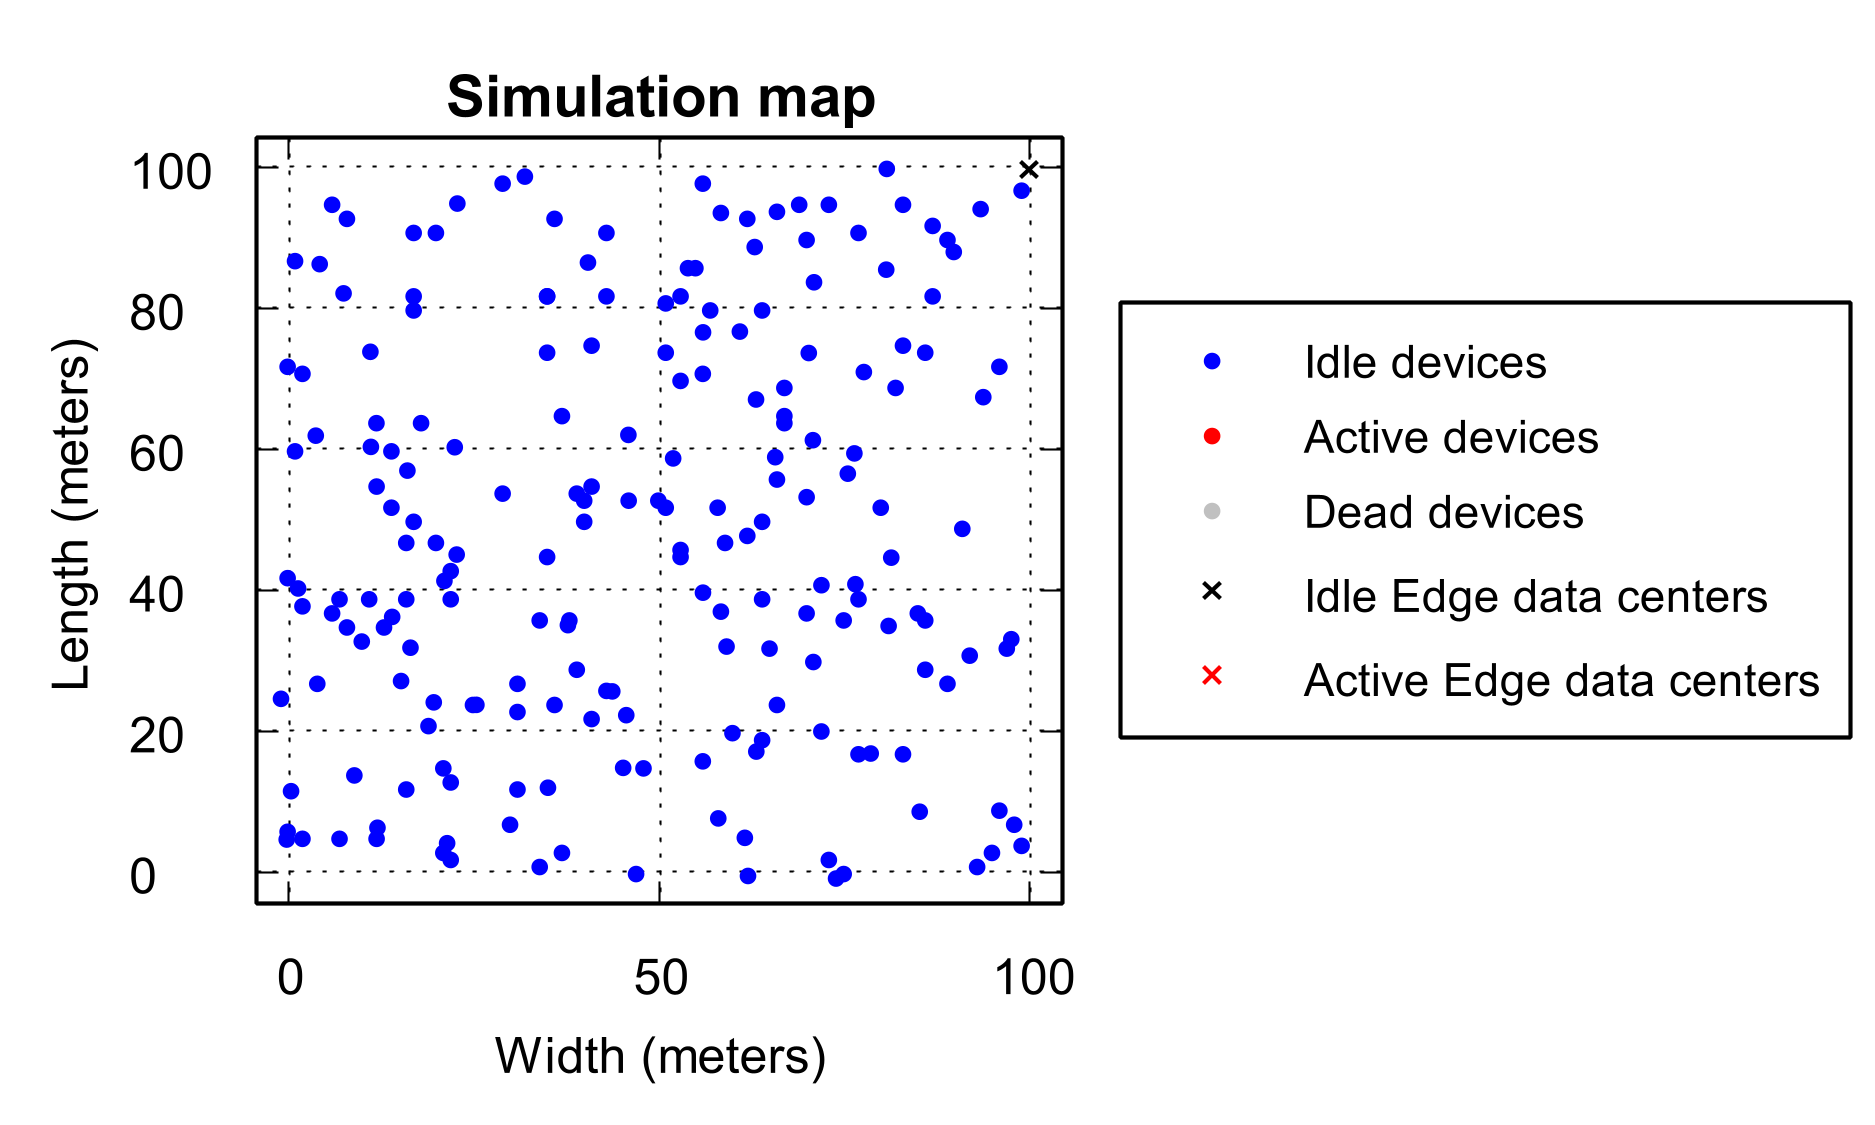 Simulation map
100
80
60
40
20
0
Length (meters)
0 50 100
Width (meters)
Idle devices
Active devices
Dead devices
Idle Edge data centers
Active Edge data centers